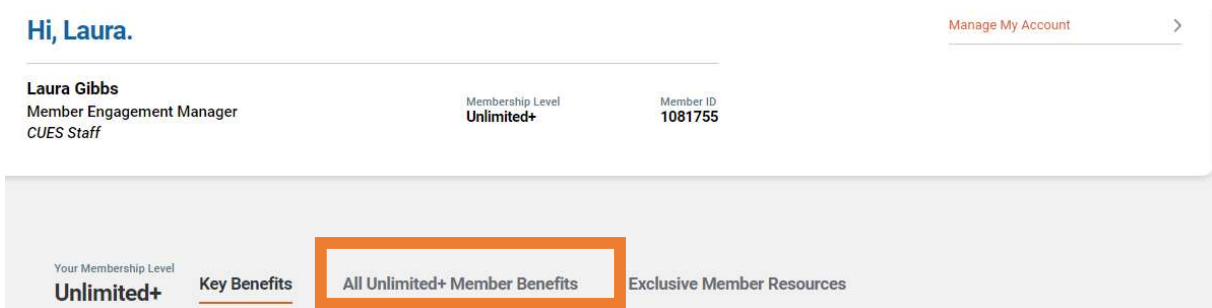 Hi, Laura.
Manage My Account
Laura Gibbs
Member Engagement Manager
CUES Staff
Membership Level
Unlimited+
Member ID
1081755
Your Membership Level
Unlimited+
Key Benefits
All Unlimited+ Member Benefits
Exclusive Member Resources